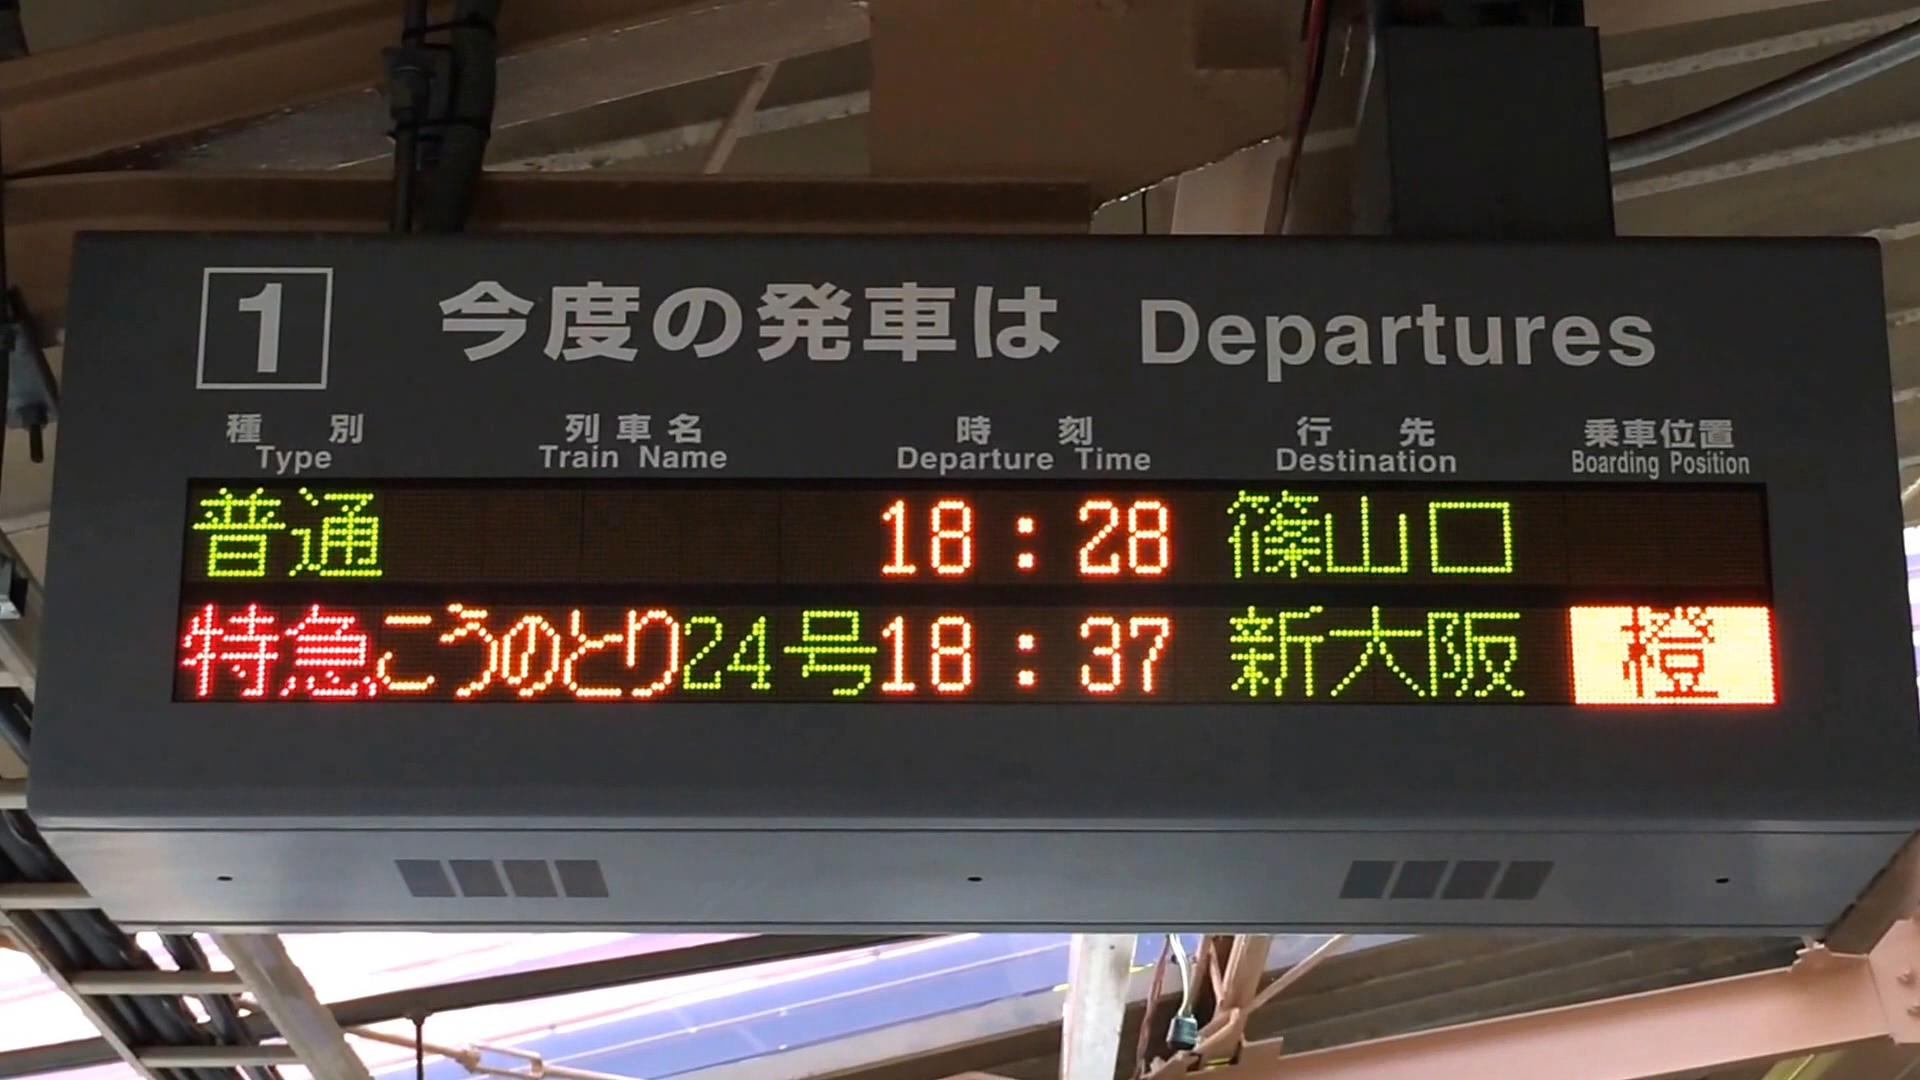 1 今度の発車は Departures
種別 列車名 時刻 行先 乗車位置
Type Train Name Departure Time Destination Boarding Position
普通 18:28 篠山口
特急 こうのとり24号 18:37 新大阪 橙